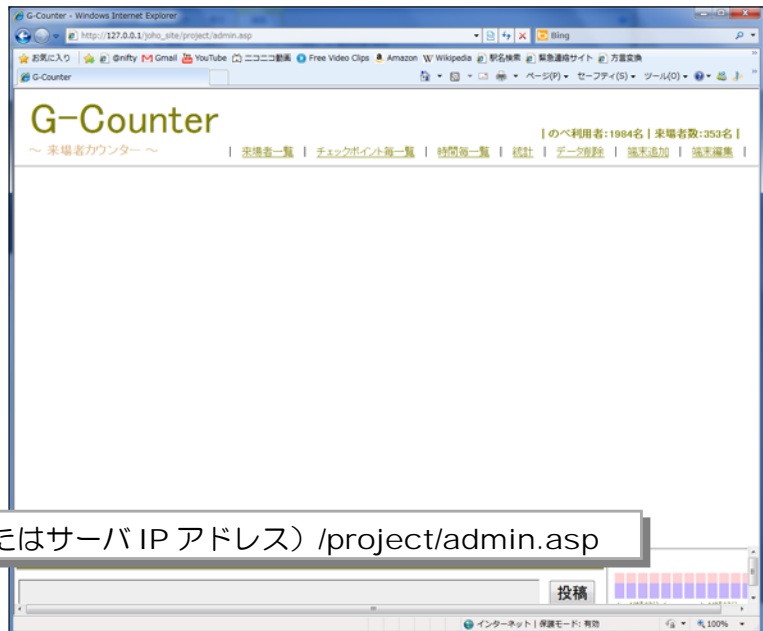 G-Counter - Windows Internet Explorer
http://127.0.0.1/joho_site/project/admin.asp
Bing
お気に入り @nifty Gmail YouTube ニコニコ動画 Free Video Clips Amazon Wikipedia 駅名検索 緊急連絡サイト 方言変換
G-Counter
ページ(P) セーフティ(S) ツール(O)
G-Counter
|のべ利用者:1984名|来場者数:353名|
～ 来場者カウンター ～ | 来場者一覧 | チェックポイント毎一覧 | 時間毎一覧 | 統計 | データ削除 | 端末追加 | 端末編集 |
たはサーバ IP アドレス）/project/admin.asp
投稿
インターネット | 保護モード: 有効
100%